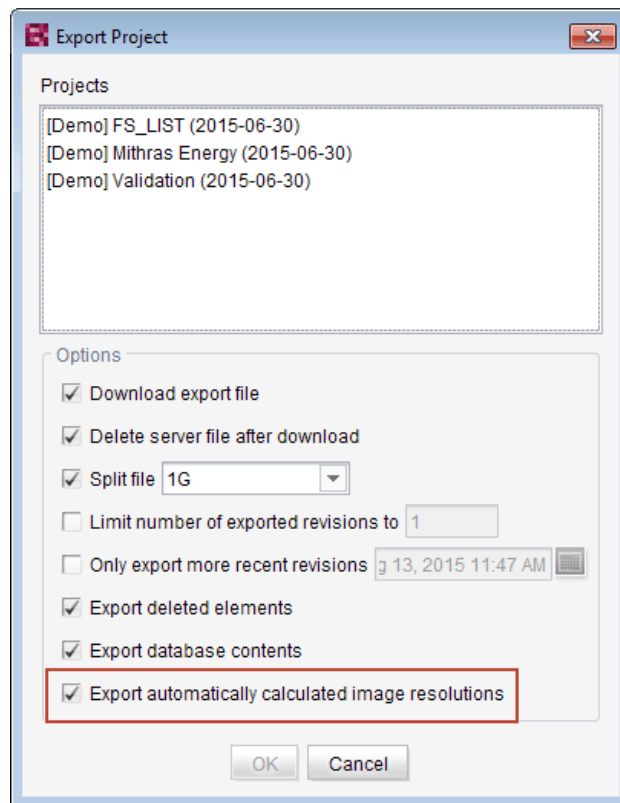 Export Project
Projects
[Demo] FS_LIST (2015-06-30)
[Demo] Mithras Energy (2015-06-30)
[Demo] Validation (2015-06-30)
Options
Download export file
Delete server file after download
Split file 1G
Limit number of exported revisions to 1
Only export more recent revisions g 13, 2015 11:47 AM
Export deleted elements
Export database contents
Export automatically calculated image resolutions
OK Cancel